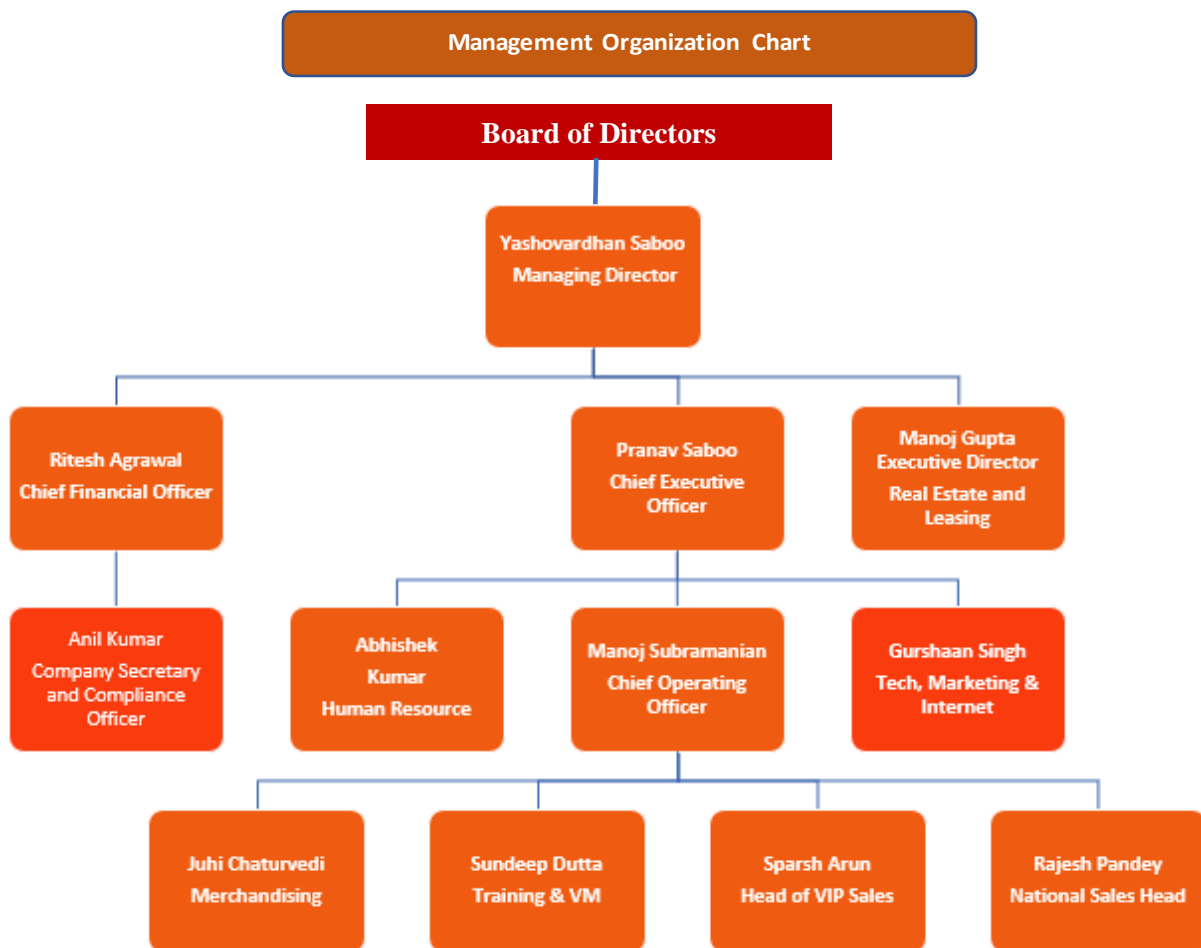 Management Organization Chart
Board of Directors
Yashovardhan Saboo
Managing Director
Ritesh Agrawal
Chief Financial Officer
Pranav Saboo
Chief Executive
Officer
Manoj Gupta
Executive Director
Real Estate and
Leasing
Anil Kumar
Company Secretary
and Compliance
Officer
Abhishek
Kumar
Human Resource
Manoj Subramanian
Chief Operating
Officer
Gurshaan Singh
Tech, Marketing &
Internet
Juhi Chaturvedi
Merchandising
Sundeep Dutta
Training & VM
Sparsh Arun
Head of VIP Sales
Rajesh Pandey
National Sales Head